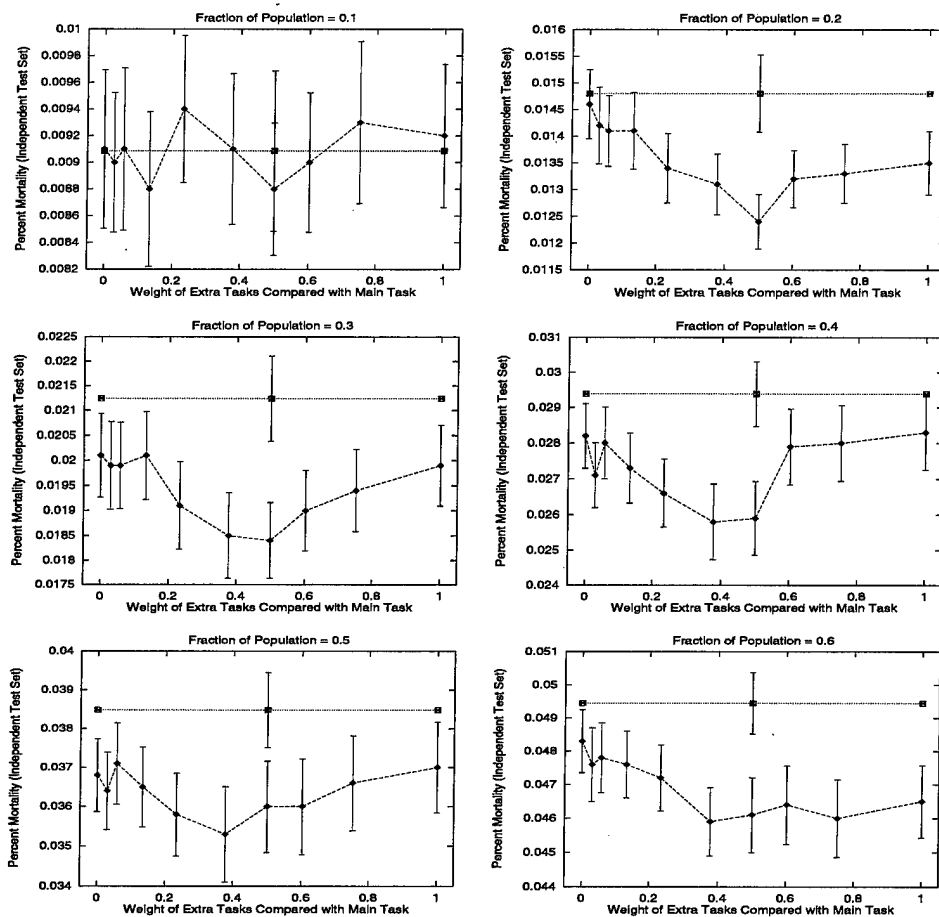 Fraction of Population = 0.1
Percent Mortality (Independent Test Set)
0.01
0.0098
0.0096
0.0094
0.0092
0.009
0.0088
0.0086
0.0084
0.0082
0 0.2 0.4 0.6 0.8 1
Weight of Extra Tasks Compared with Main Task
Fraction of Population = 0.2
Percent Mortality (Independent Test Set)
0.016
0.0155
0.015
0.0145
0.014
0.0135
0.013
0.0125
0.012
0.0115
0 0.2 0.4 0.6 0.8 1
Weight of Extra Tasks Compared with Main Task
Fraction of Population = 0.3
Percent Mortality (Independent Test Set)
0.0225
0.022
0.0215
0.021
0.0205
0.02
0.0195
0.019
0.0185
0.018
0.0175
0 0.2 0.4 0.6 0.8 1
Weight of Extra Tasks Compared with Main Task
Fraction of Population = 0.4
Percent Mortality (Independent Test Set)
0.031
0.03
0.029
0.028
0.027
0.026
0.025
0.024
0 0.2 0.4 0.6 0.8 1
Weight of Extra Tasks Compared with Main Task
Fraction of Population = 0.5
Percent Mortality (Independent Test Set)
0.04
0.039
0.038
0.037
0.036
0.035
0.034
0 0.2 0.4 0.6 0.8 1
Weight of Extra Tasks Compared with Main Task
Fraction of Population = 0.6
Percent Mortality (Independent Test Set)
0.051
0.05
0.049
0.048
0.047
0.046
0.045
0.044
0 0.2 0.4 0.6 0.8 1
Weight of Extra Tasks Compared with Main Task